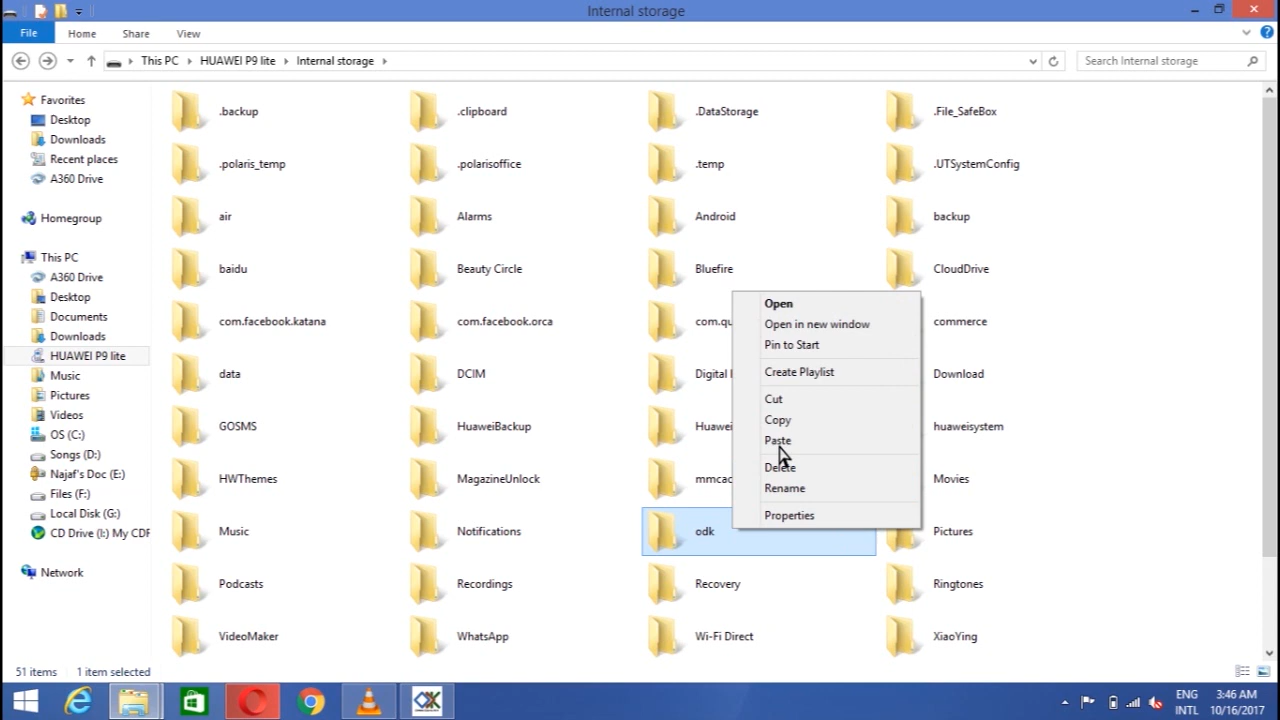 Internal storage
File Home Share View
This PC HUAWEI P9 lite Internal storage
Search Internal storage
Favorites
Desktop
Downloads
Recent places
A360 Drive
Homegroup
This PC
A360 Drive
Desktop
Documents
Downloads
HUAWEI P9 lite
Music
Pictures
Videos
OS (C:)
Songs (D:)
Najaf's Doc (E:)
Files (F:)
Local Disk (G:)
CD Drive (I:) My CDF
Network
.backup .clipboard .DataStorage .File_SafeBox
.polaris_temp .polarisoffice .temp .UTSystemConfig
air Alarms Android backup
baidu Beauty Circle Bluefire CloudDrive
com.facebook.katana com.facebook.orca com.qu commerce
data DCIM Digital Download
GOSMS HuaweiBackup Huawei huaweisystem
HWThemes MagazineUnlock mmcac Movies
Music Notifications odk Pictures
Podcasts Recordings Recovery Ringtones
VideoMaker WhatsApp Wi-Fi Direct XiaoYing
Open
Open in new window
Pin to Start
Create Playlist
Cut
Copy
Paste
Delete
Rename
Properties
51 items 1 item selected
ENG
INTL
3:46 AM
10/16/2017